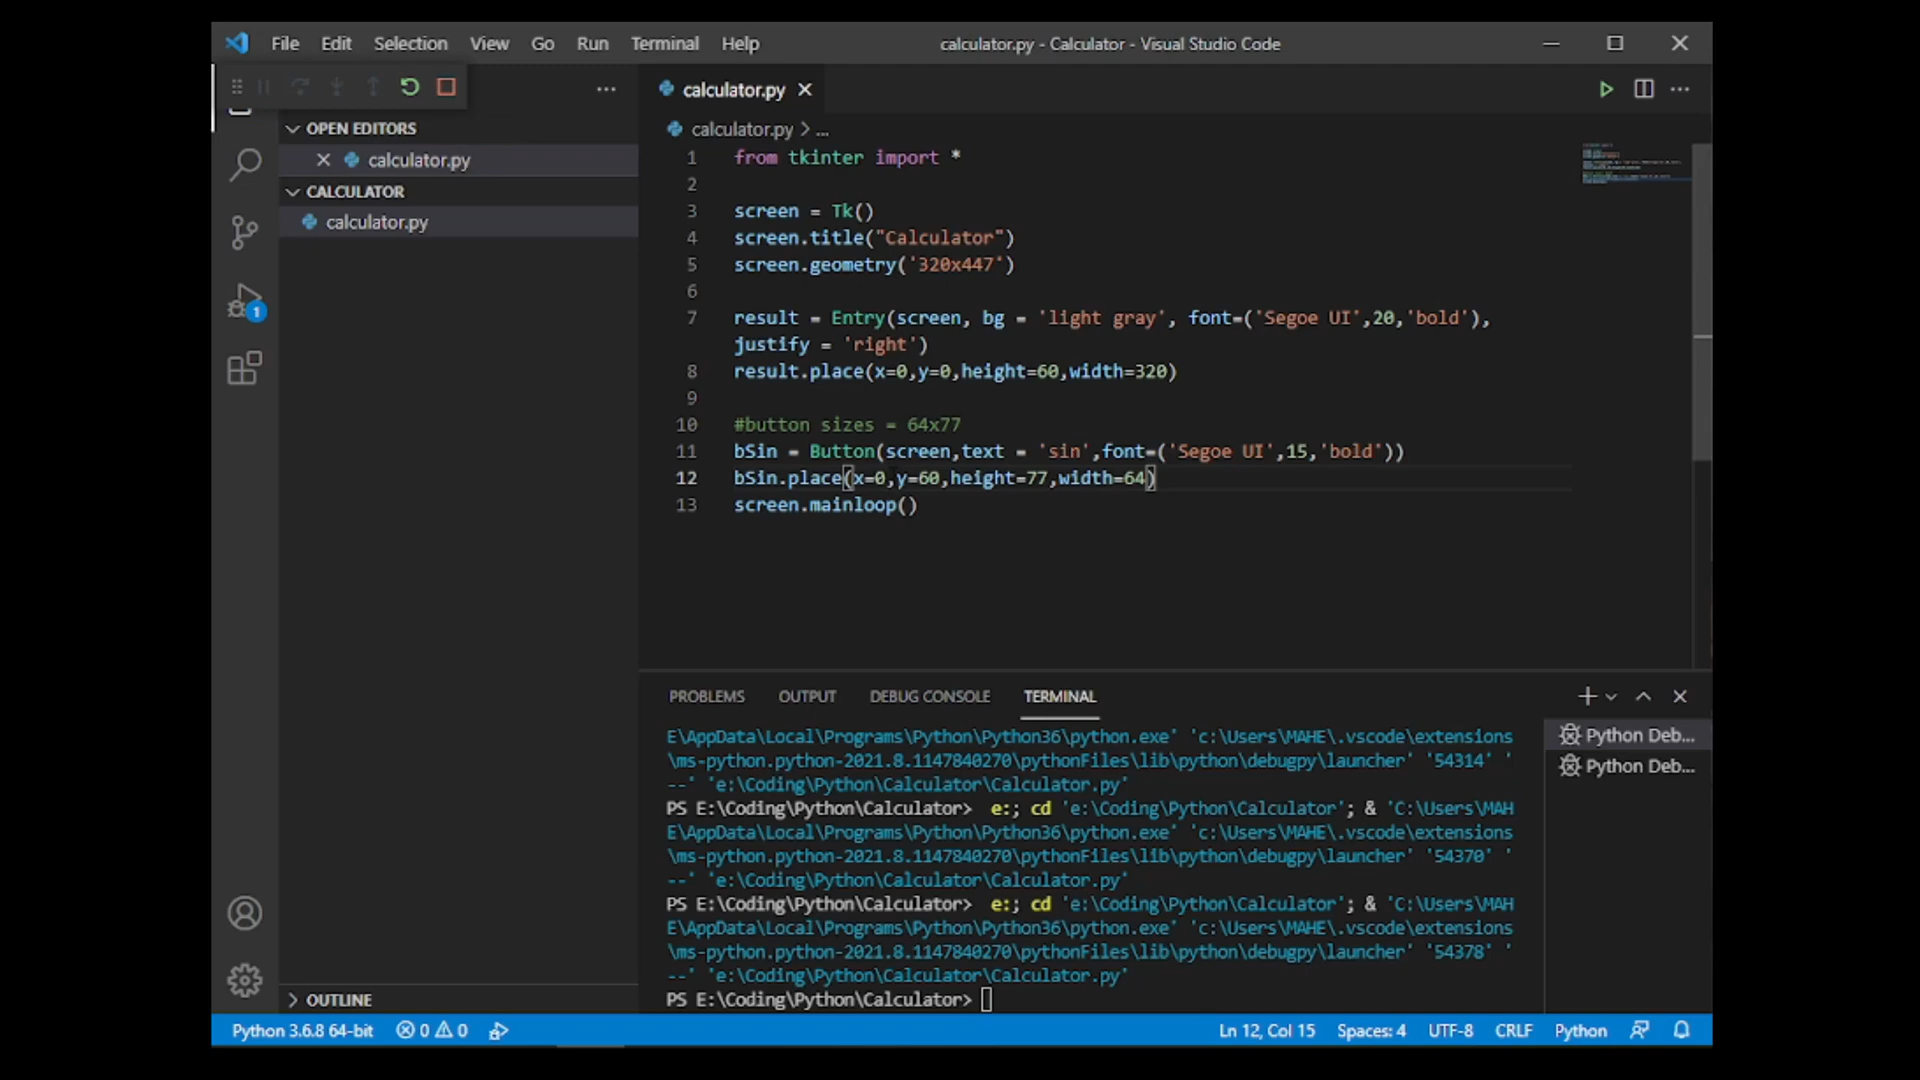 File Edit Selection View Go Run Terminal Help
calculator.py - Calculator - Visual Studio Code
OPEN EDITORS
calculator.py
CALCULATOR
calculator.py
calculator.py
calculator.py > ...
1 from tkinter import *
2
3 screen = Tk()
4 screen.title("Calculator")
5 screen.geometry('320x447')
6
7 result = Entry(screen, bg = 'light gray', font=('Segoe UI',20,'bold'),
justify = 'right')
8 result.place(x=0,y=0,height=60,width=320)
9
10 #button sizes = 64x77
11 bSin = Button(screen,text = 'sin',font=('Segoe UI',15,'bold'))
12 bSin.place(x=0,y=60,height=77,width=64)
13 screen.mainloop()
1
PROBLEMS OUTPUT DEBUG CONSOLE TERMINAL
E\AppData\Local\Programs\Python\Python36\python.exe' 'c:\Users\MAHE\.vscode\extensions
\ms-python.python-2021.8.1147840270\pythonFiles\lib\python\debugpy\launcher' '54314' '
--' 'e:\Coding\Python\Calculator\Calculator.py'
PS E:\Coding\Python\Calculator> e:; cd 'e:\Coding\Python\Calculator'; & 'C:\Users\MAH
E\AppData\Local\Programs\Python\Python36\python.exe' 'c:\Users\MAHE\.vscode\extensions
\ms-python.python-2021.8.1147840270\pythonFiles\lib\python\debugpy\launcher' '54370' '
--' 'e:\Coding\Python\Calculator\Calculator.py'
PS E:\Coding\Python\Calculator> e:; cd 'e:\Coding\Python\Calculator'; & 'C:\Users\MAH
E\AppData\Local\Programs\Python\Python36\python.exe' 'c:\Users\MAHE\.vscode\extensions
\ms-python.python-2021.8.1147840270\pythonFiles\lib\python\debugpy\launcher' '54378' '
--' 'e:\Coding\Python\Calculator\Calculator.py'
PS E:\Coding\Python\Calculator>
Python Deb...
Python Deb...
OUTLINE
Python 3.6.8 64-bit 0 0
Ln 12, Col 15 Spaces: 4 UTF-8 CRLF Python